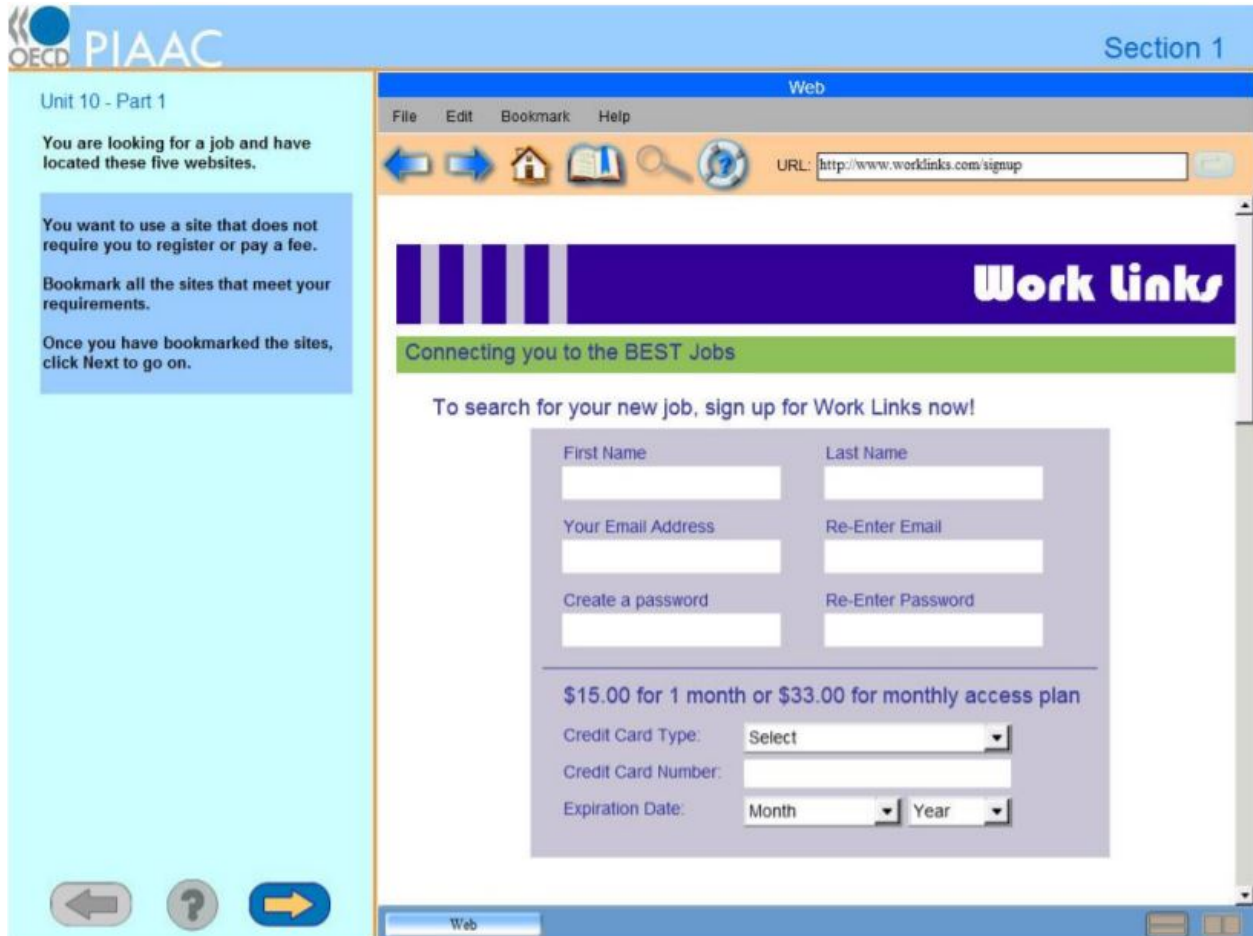 OECD PIAAC
Section 1
Unit 10 - Part 1
You are looking for a job and have
located these five websites.
You want to use a site that does not
require you to register or pay a fee.
Bookmark all the sites that meet your
requirements.
Once you have bookmarked the sites,
click Next to go on.
?
Web
File Edit Bookmark Help
? URL: http://www.worklinks.com/signup
Work Links
Connecting you to the BEST Jobs
To search for your new job, sign up for Work Links now!
First Name Last Name
Your Email Address Re-Enter Email
Create a password Re-Enter Password
$15.00 for 1 month or $33.00 for monthly access plan
Credit Card Type: Select
Credit Card Number:
Expiration Date: Month Year
Web